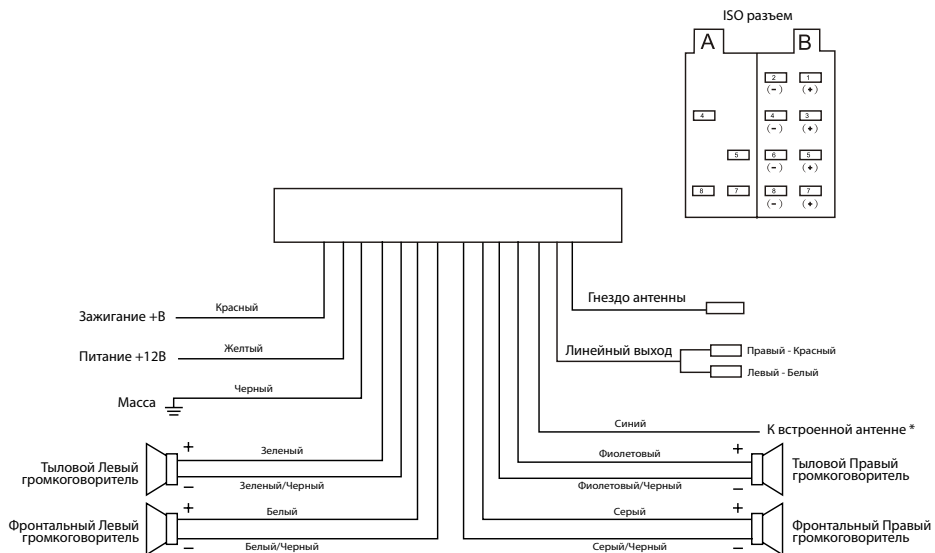 ISO разъем
A
B
2
1
(-)
(+)
4
4
3
(-)
(+)
5
6
5
(-)
(+)
8
7
8
7
(-)
(+)
Гнездо антенны
Красный
Зажигание +В
Желтый
Питание +12В
Линейный выход
Правый - Красный
Левый - Белый
Черный
Масса
Синий
К встроенной антенне *
+
Зеленый
Тыловой Левый
громкоговоритель
–
Зеленый/Черный
Фиолетовый
+
Тыловой Правый
громкоговоритель
Фиолетовый/Черный
–
+
Белый
Фронтальный Левый
громкоговоритель
–
Белый/Черный
Серый
+
Фронтальный Правый
громкоговоритель
Серый/Черный
–